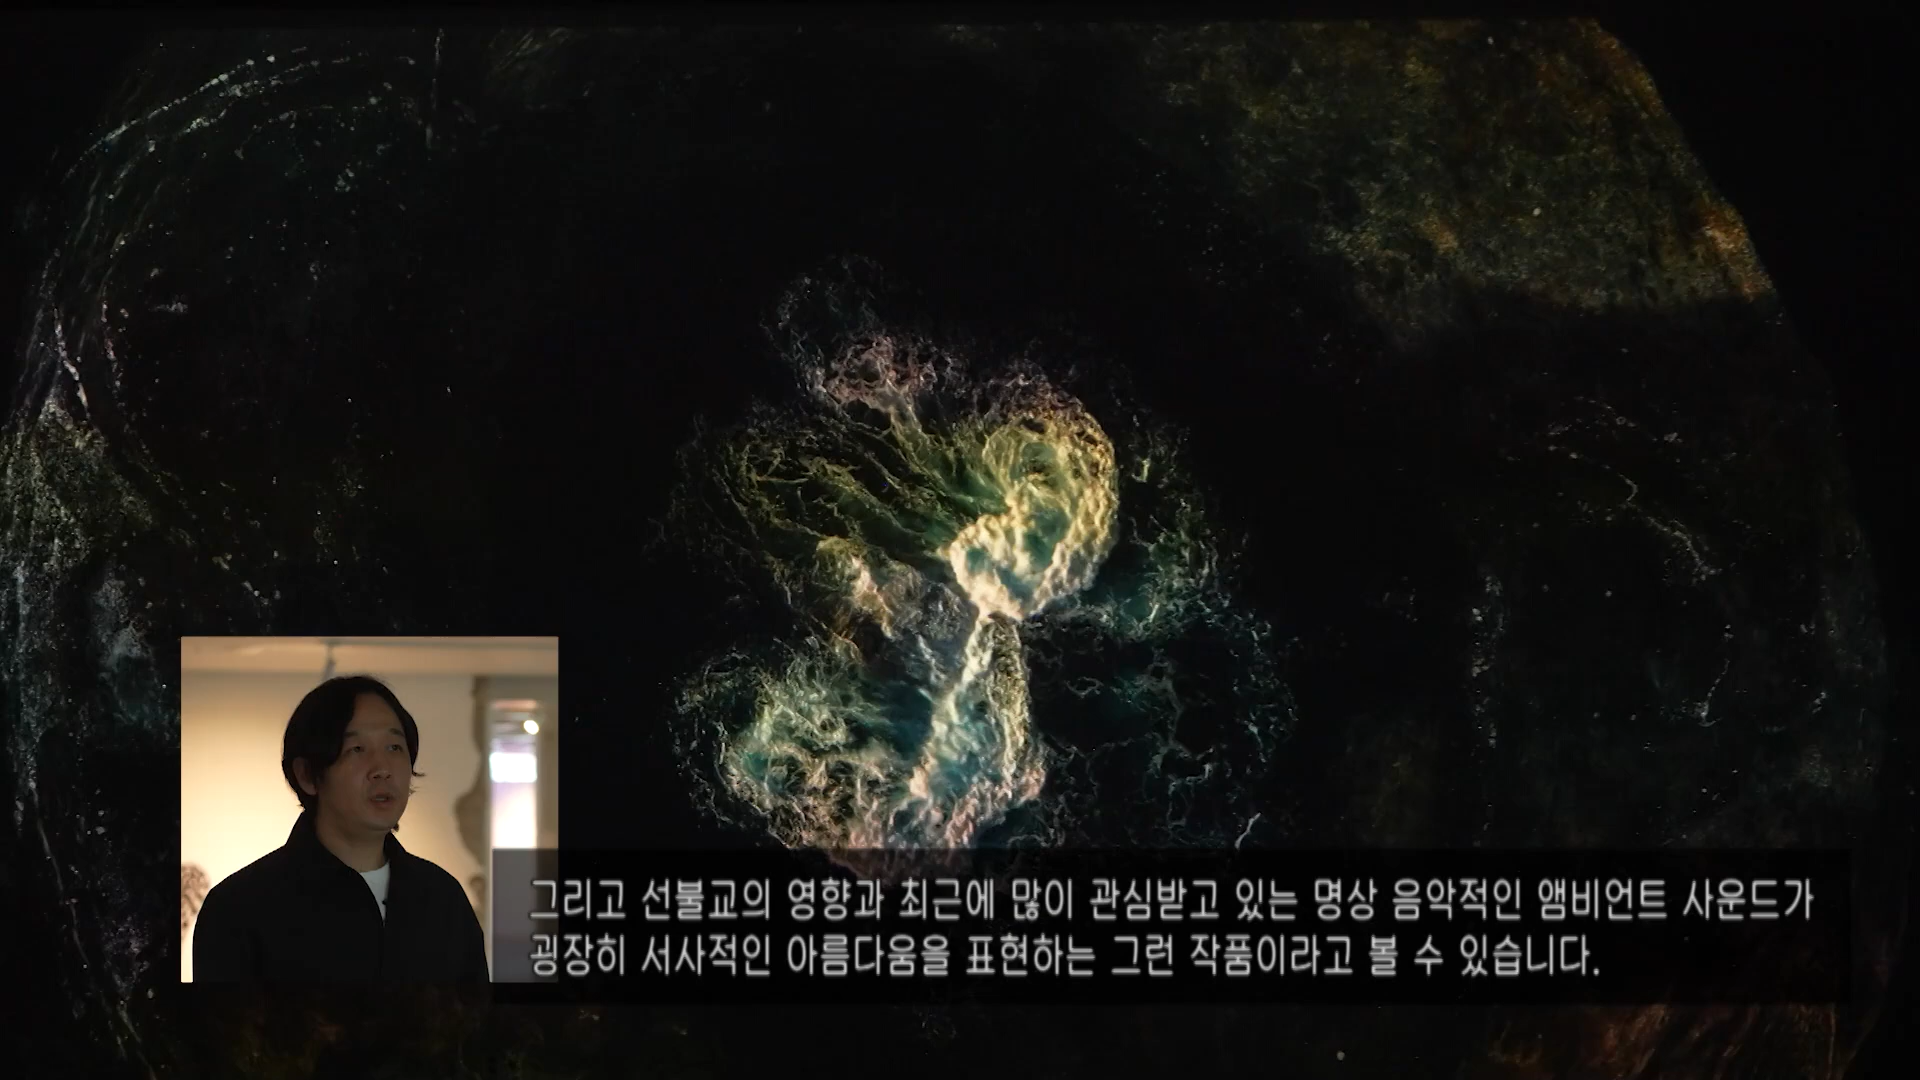 그리고 선불교의 영향과 최근에 많이 관심받고 있는 명상 음악적인 앰비언트 사운드가
굉장히 서사적인 아름다움을 표현하는 그런 작품이라고 볼 수 있습니다.